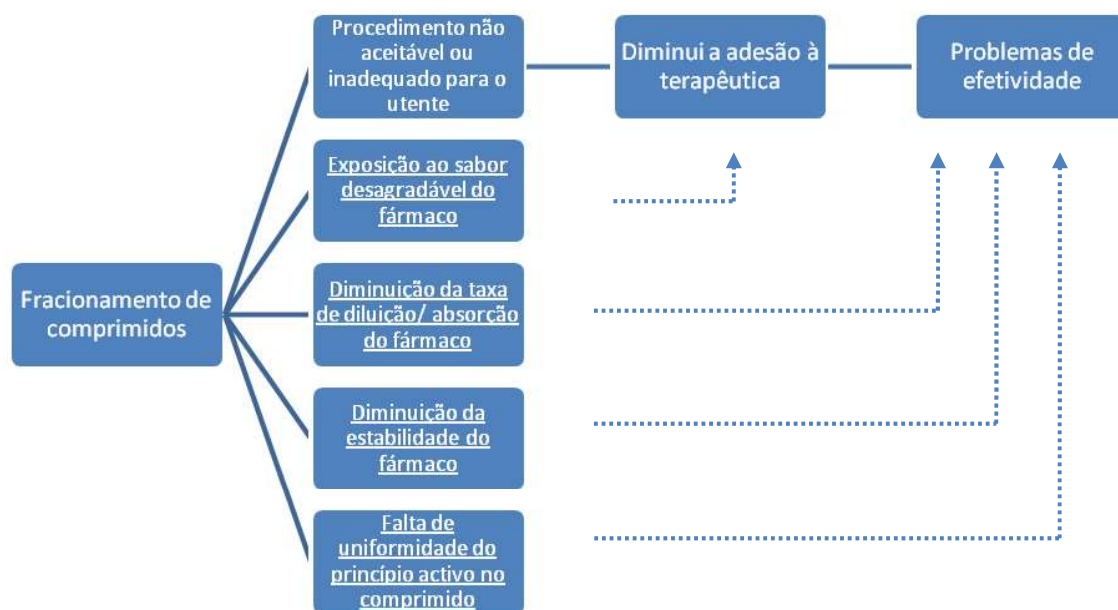 Procedimento não
aceitável ou
inadequado para o
utente
Diminui a adesão à
terapêutica
Problemas de
efetividade
Exposição ao sabor
desagradável do
fármaco
Fracionamento de
comprimidos
Diminuição da taxa
de diluição/ absorção
do fármaco
Diminuição da
estabilidade do
fármaco
Falta de
uniformidade do
princípio activo no
comprimido